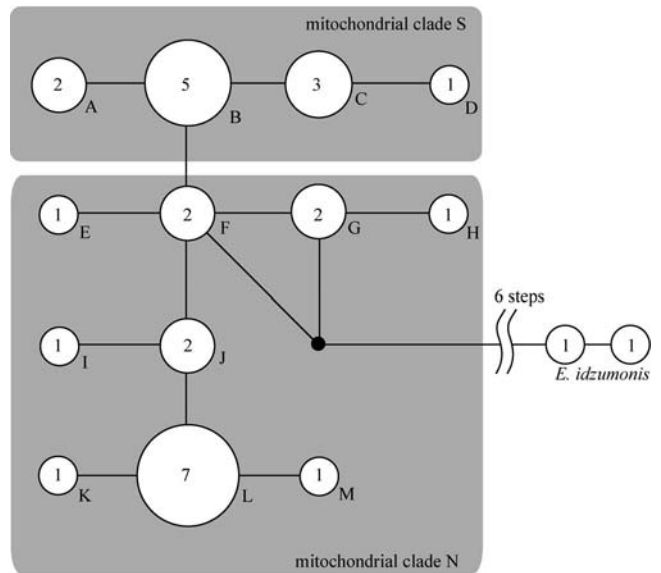 mitochondrial clade S
2 5 3 1
A B C D
1 2 2 1
E F G H
6 steps
1 2 1 1
I J
E. idzumonis
1 7 1
K L M
mitochondrial clade N